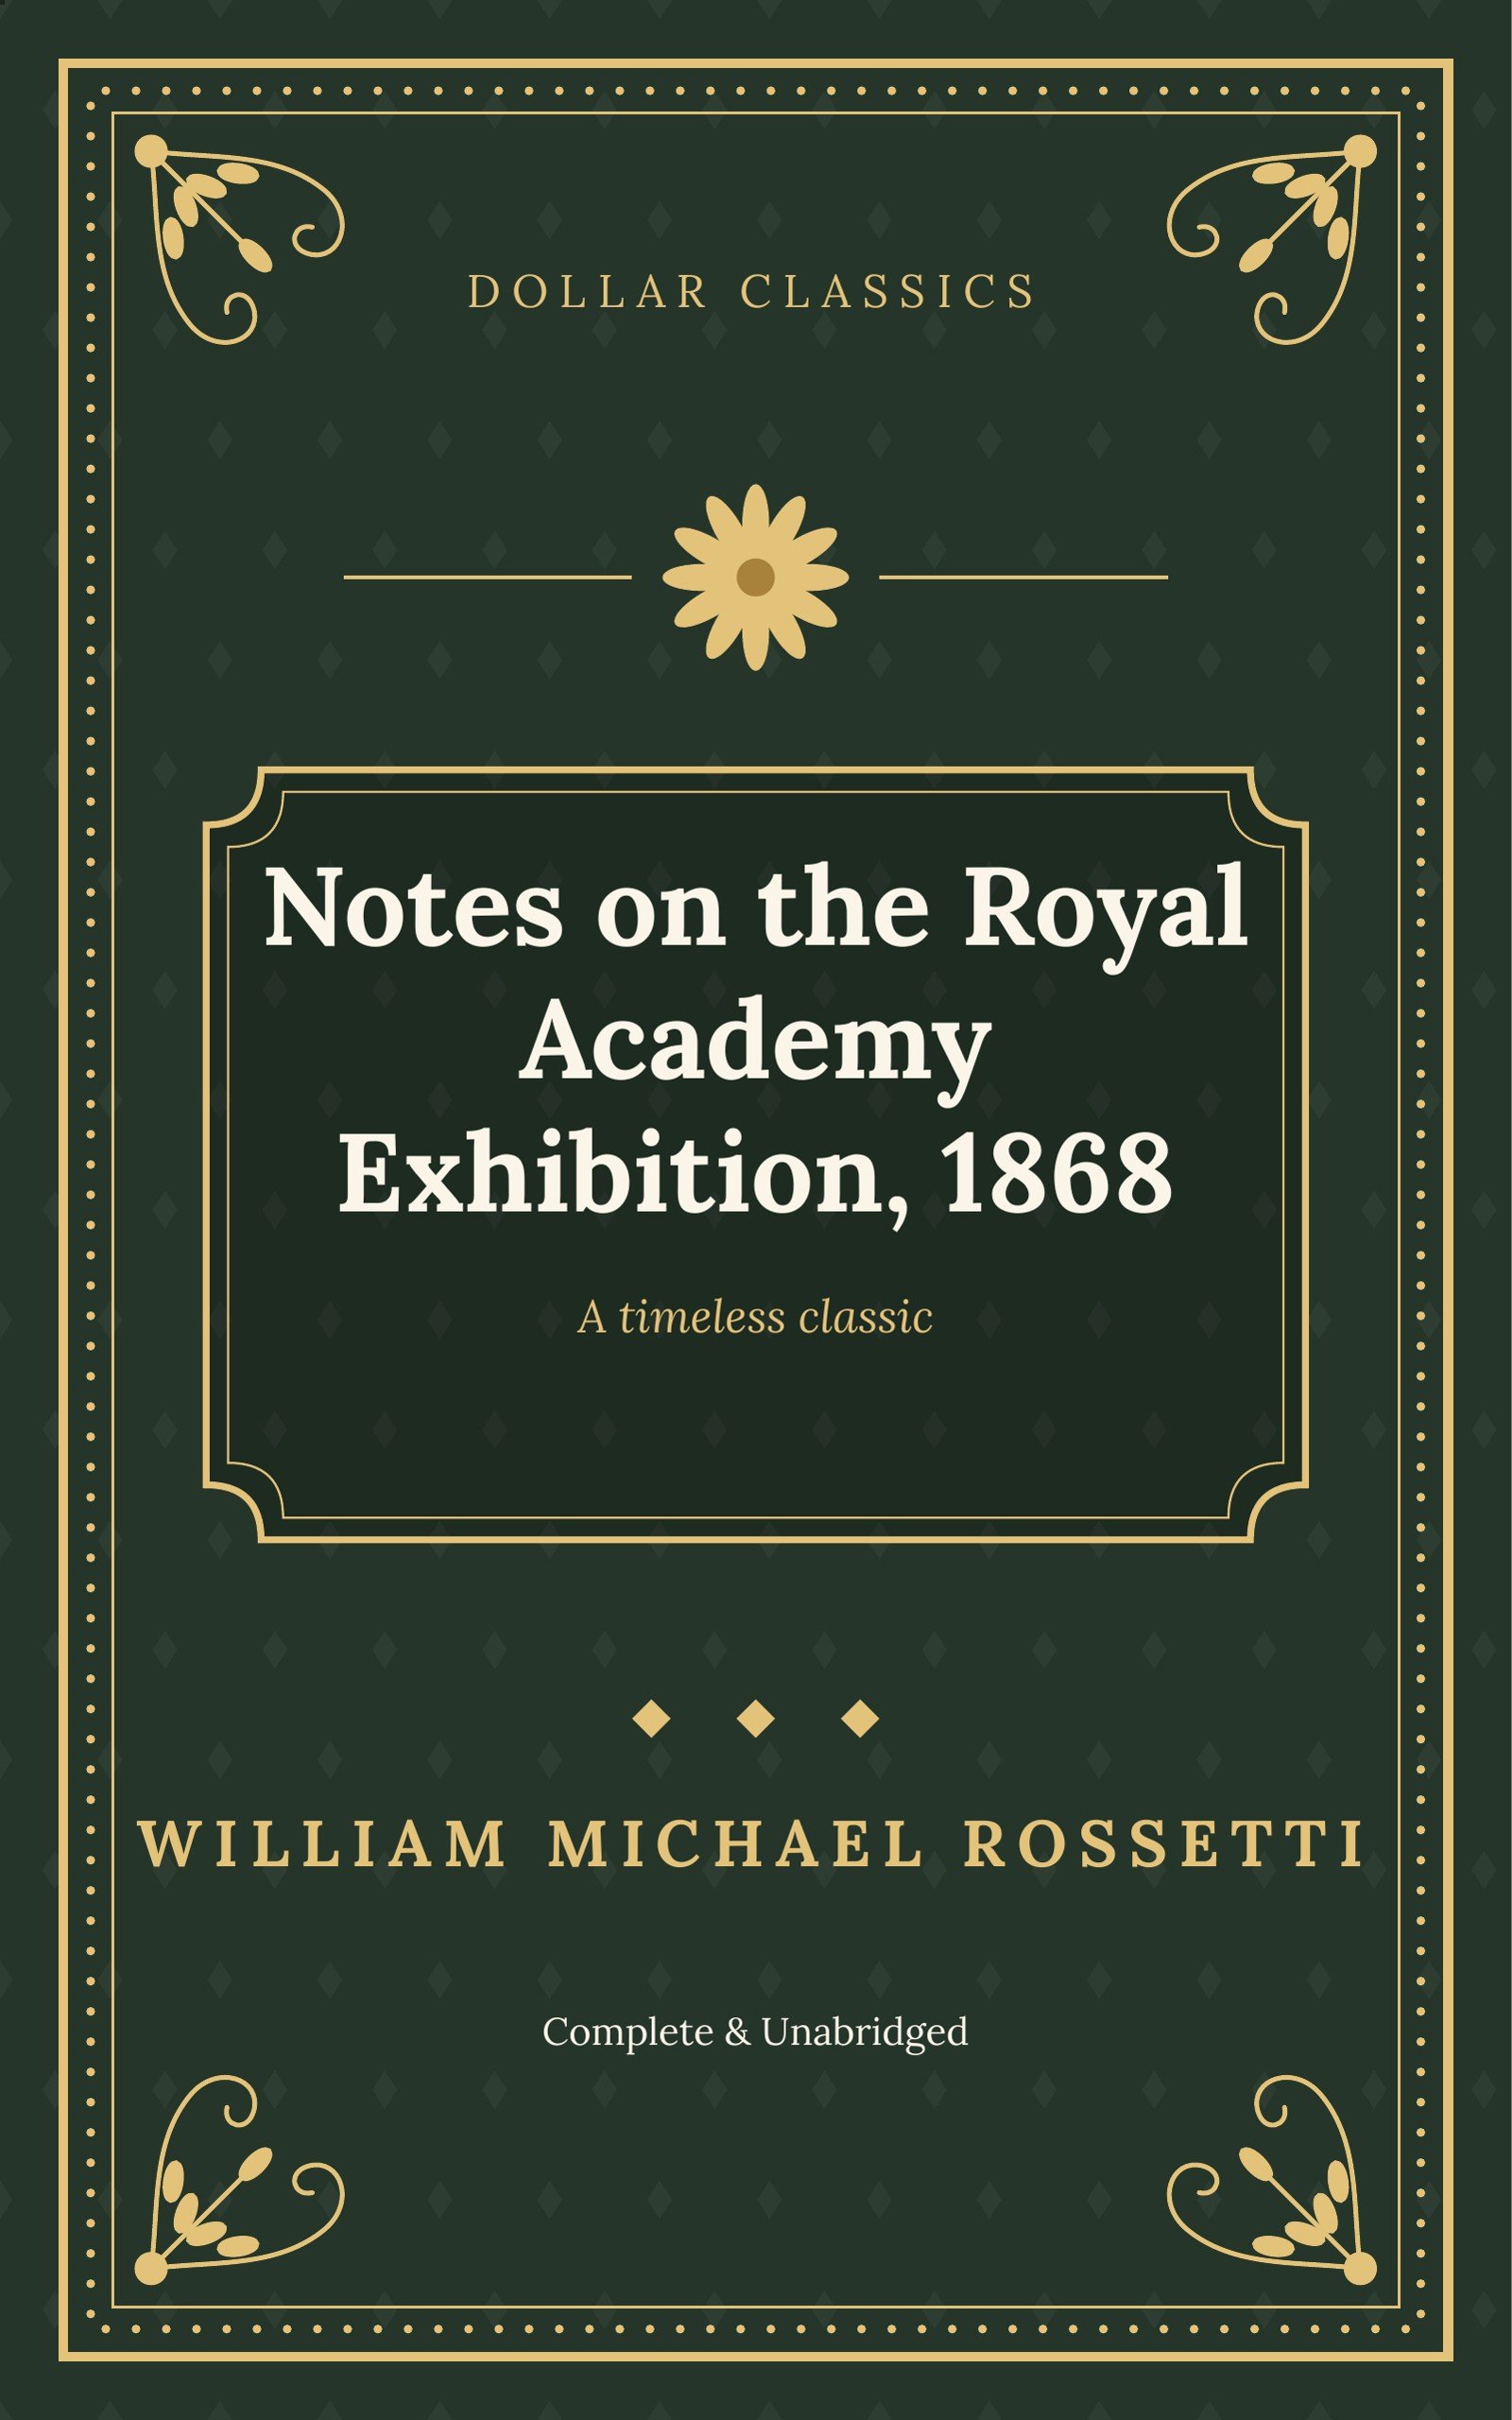 DOLLAR CLASSICS
Notes on the Royal
Academy
Exhibition, 1868
A timeless classic
WILLIAM MICHAEL ROSSETTI
Complete & Unabridged